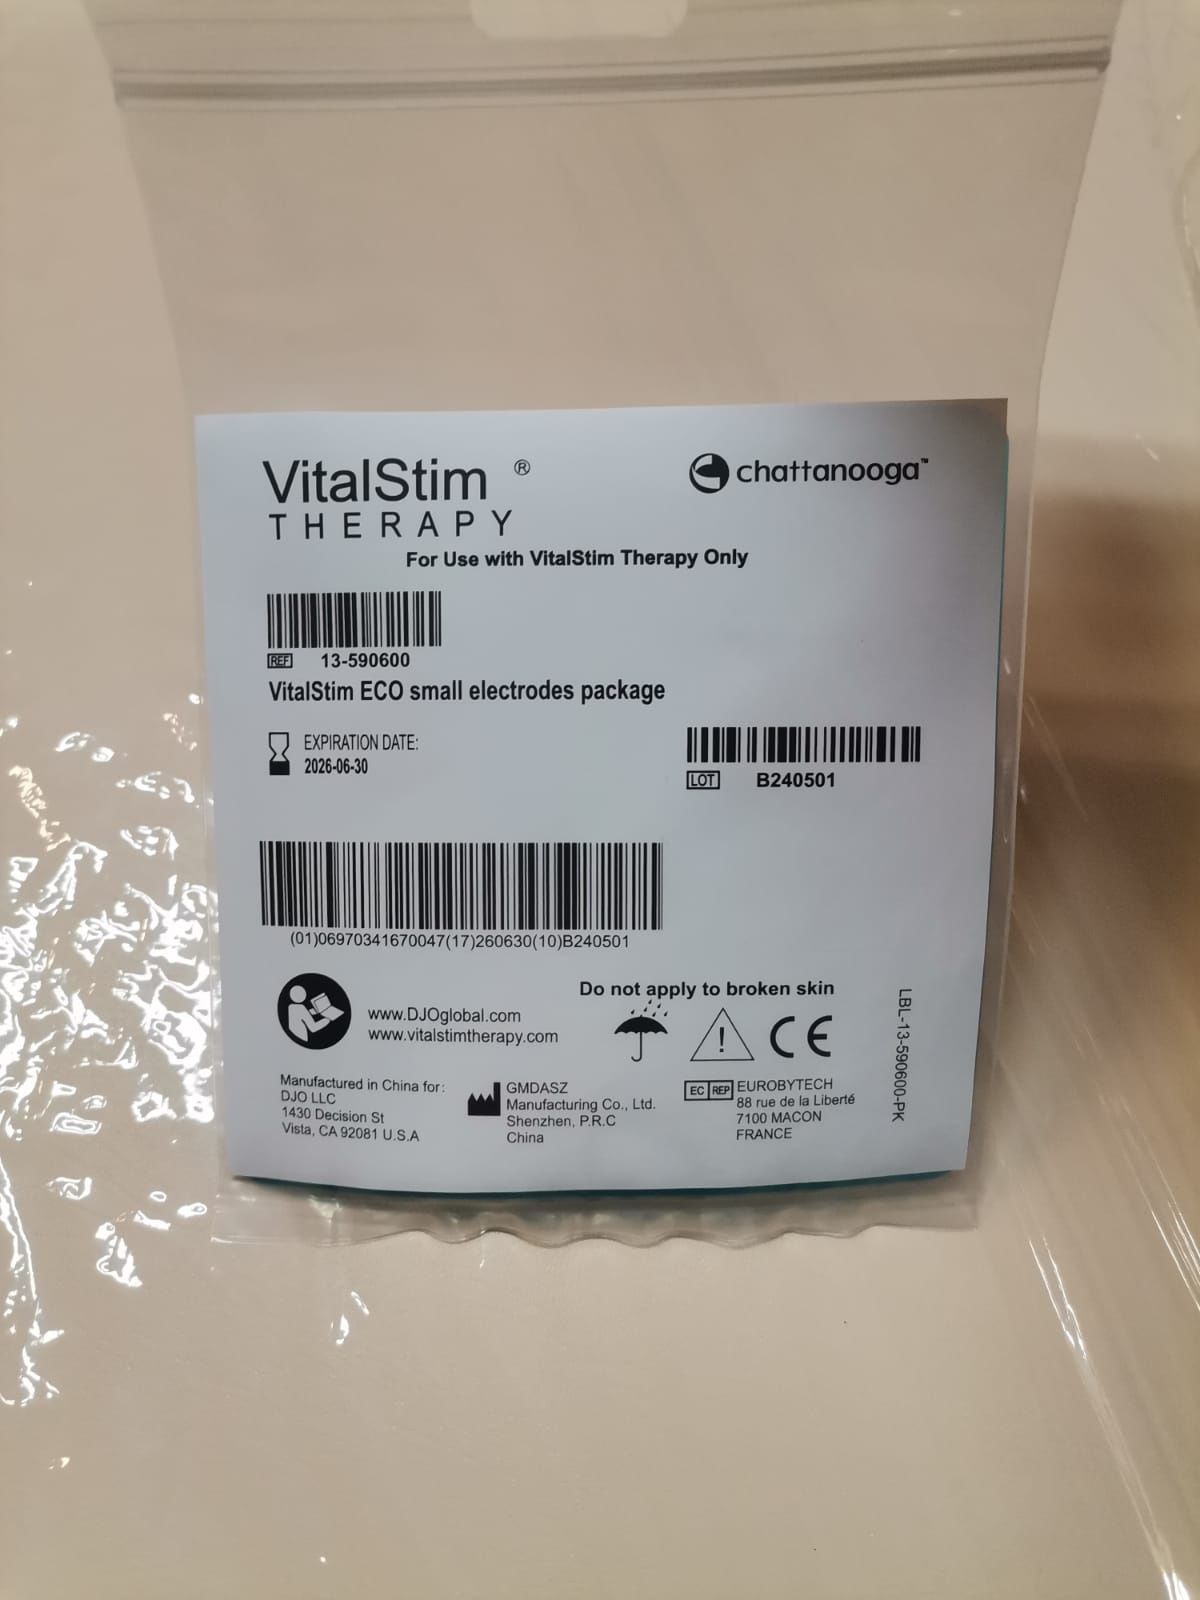 VitalStim ®
THERAPY
chattanooga™
For Use with VitalStim Therapy Only
REF 13-590600
VitalStim ECO small electrodes package
EXPIRATION DATE:
2026-06-30
LOT B240501
(01)06970341670047(17)260630(10)B240501
Do not apply to broken skin
www.DJOglobal.com
www.vitalstimtherapy.com
!
CE
Manufactured in China for:
DJO LLC
1430 Decision St
Vista, CA 92081 U.S.A
GMDASZ
Manufacturing Co., Ltd.
Shenzhen, P.R.C
China
EC REP EUROBYTECH
88 rue de la Liberté
7100 MACON
FRANCE
LBL-13-590600-PK